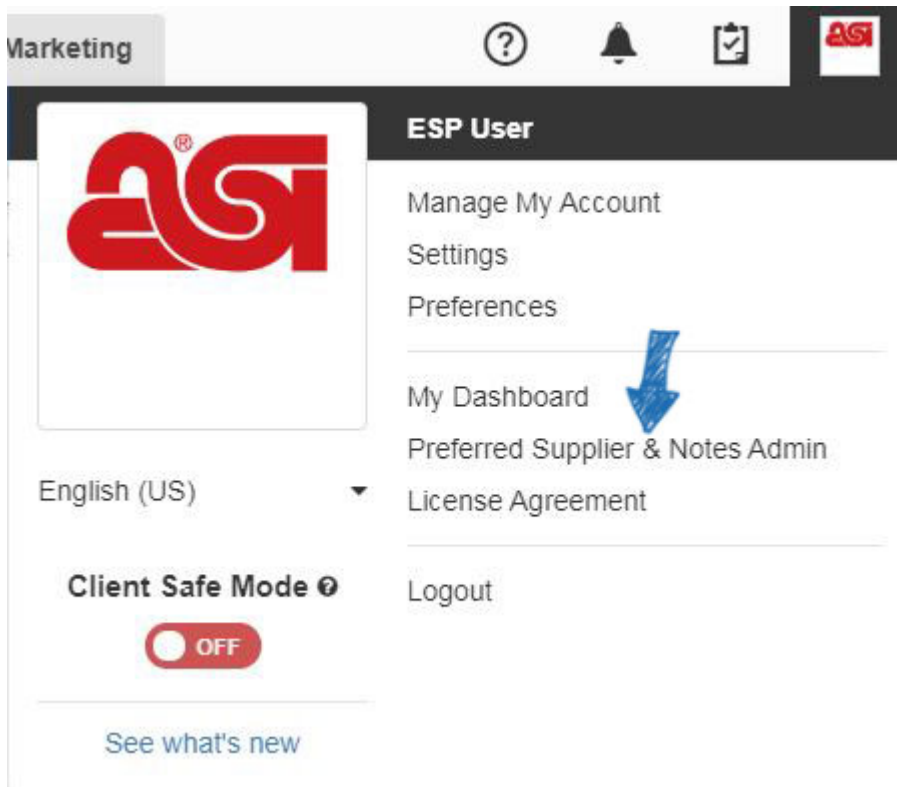 Marketing
asi
ESP User
asi®
Manage My Account
Settings
Preferences
My Dashboard
Preferred Supplier & Notes Admin
License Agreement
Logout
English (US)
Client Safe Mode
OFF
See what's new